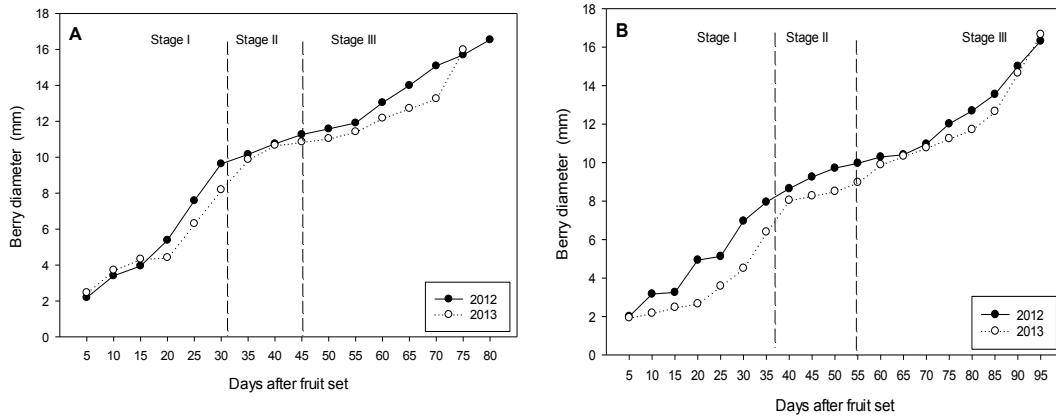 A
Stage I Stage II Stage III
18
16
14
12
10
8
6
4
2
0
Berry diameter (mm)
5 10 15 20 25 30 35 40 45 50 55 60 65 70 75 80
Days after fruit set
2012
2013
B
Stage I Stage II Stage III
18
16
14
12
10
8
6
4
2
0
Berry diameter (mm)
5 10 15 20 25 30 35 40 45 50 55 60 65 70 75 80 85 90 95
Days after fruit set
2012
2013